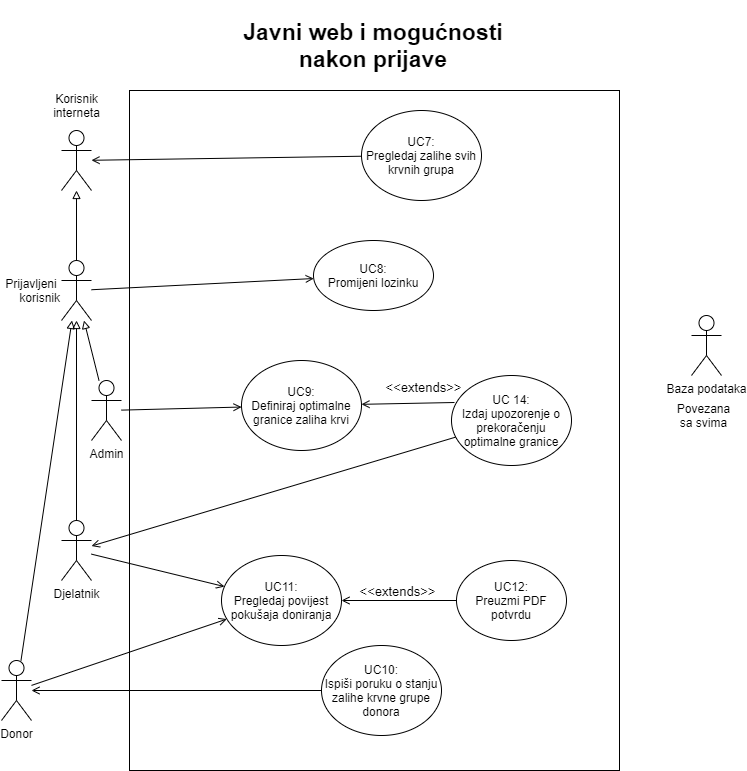 Javni web i mogućnosti
nakon prijave
Korisnik
interneta
UC7:
Pregledaj zalihe svih
krvnih grupa
Prijavljeni
korisnik
UC8:
Promijeni lozinku
Baza podataka
Povezana
sa svima
Admin
UC9:
Definiraj optimalne
granice zaliha krvi
<<extends>>
UC 14:
Izdaj upozorenje o
prekoračenju
optimalne granice
Djelatnik
UC11:
Pregledaj povijest
pokušaja doniranja
<<extends>>
UC12:
Preuzmi PDF
potvrdu
Donor
UC10:
Ispiši poruku o stanju
zalihe krvne grupe
donora